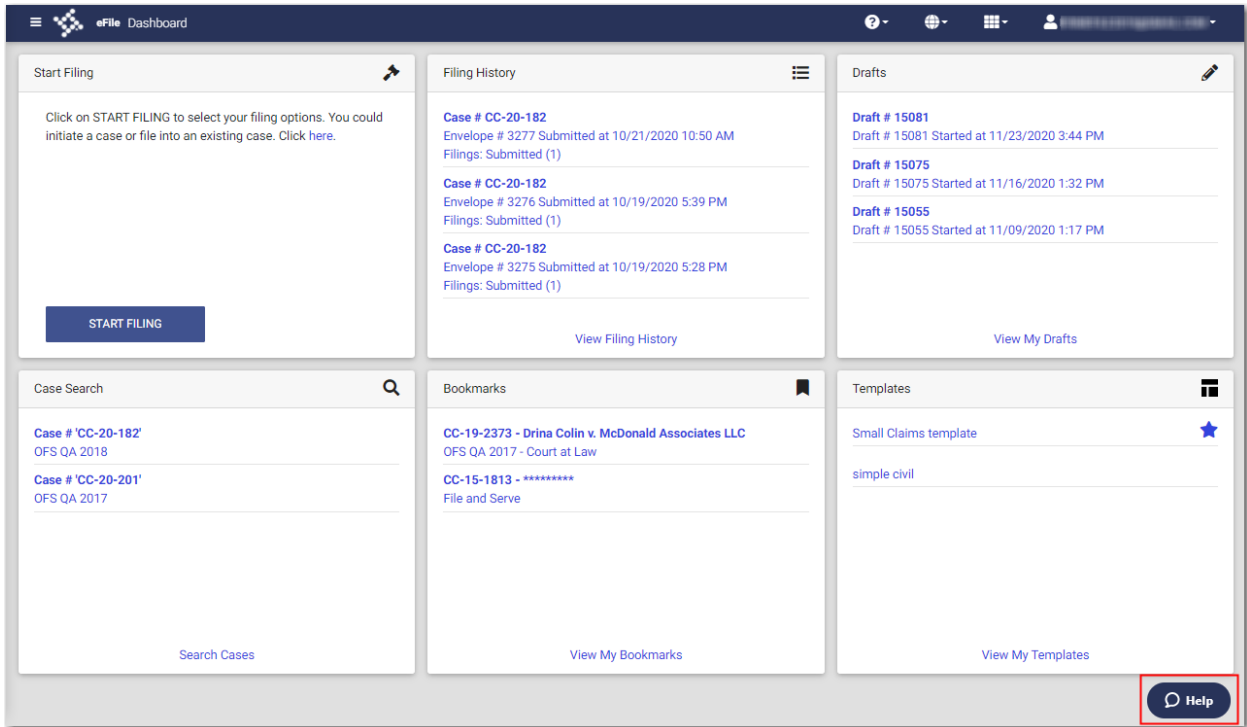 eFile Dashboard
Start Filing
Click on START FILING to select your filing options. You could
initiate a case or file into an existing case. Click here.
START FILING
Filing History
Case # CC-20-182
Envelope # 3277 Submitted at 10/21/2020 10:50 AM
Filings: Submitted (1)
Case # CC-20-182
Envelope # 3276 Submitted at 10/19/2020 5:39 PM
Filings: Submitted (1)
Case # CC-20-182
Envelope # 3275 Submitted at 10/19/2020 5:28 PM
Filings: Submitted (1)
View Filing History
Drafts
Draft # 15081
Draft # 15081 Started at 11/23/2020 3:44 PM
Draft # 15075
Draft # 15075 Started at 11/16/2020 1:32 PM
Draft # 15055
Draft # 15055 Started at 11/09/2020 1:17 PM
View My Drafts
Case Search
Case # 'CC-20-182'
OFS QA 2018
Case # 'CC-20-201'
OFS QA 2017
Search Cases
Bookmarks
CC-19-2373 - Drina Colin v. McDonald Associates LLC
OFS QA 2017 - Court at Law
CC-15-1813 - *********
File and Serve
View My Bookmarks
Templates
Small Claims template
simple civil
View My Templates
Help